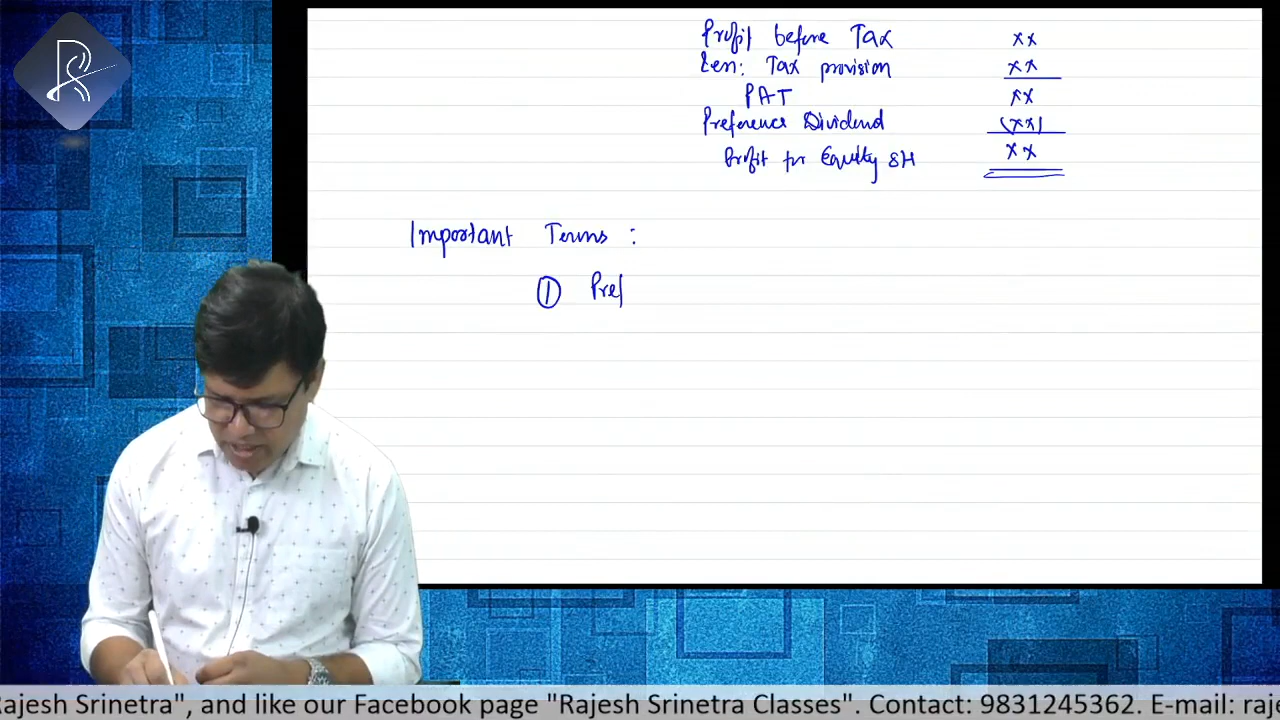 Profit before Tax xx
Less: Tax provision xx
PAT xx
Preference Dividend (xx)
Profit for Equity SH xx
Important Terms :
① Pref
Rajesh Srinetra", and like our Facebook page "Rajesh Srinetra Classes". Contact: 9831245362. E-mail: raje